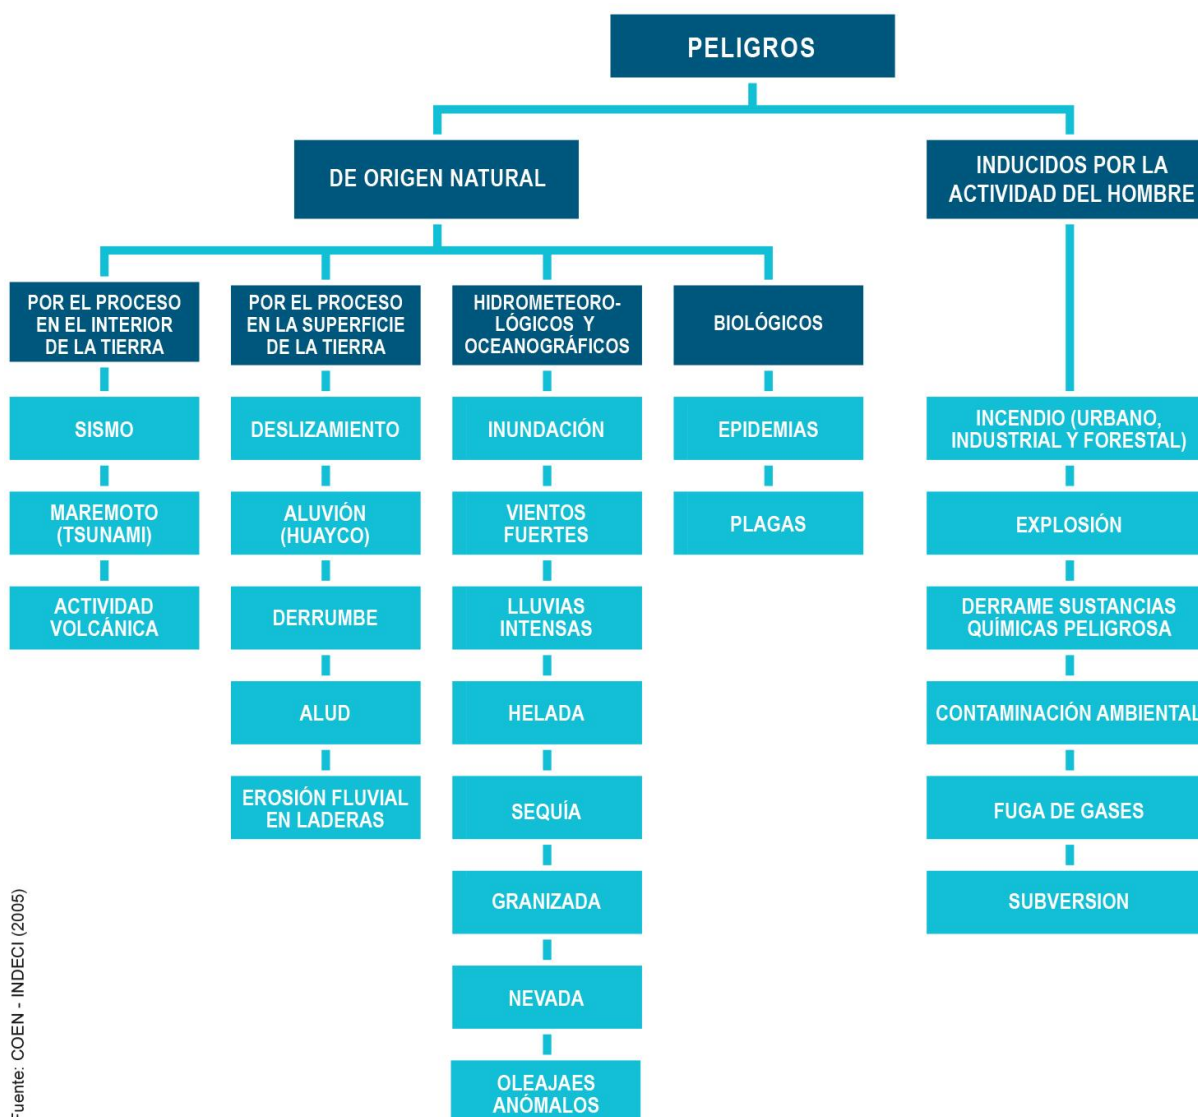 PELIGROS
DE ORIGEN NATURAL
INDUCIDOS POR LA
ACTIVIDAD DEL HOMBRE
POR EL PROCESO
EN EL INTERIOR
DE LA TIERRA
SISMO
MAREMOTO
(TSUNAMI)
ACTIVIDAD
VOLCÁNICA
POR EL PROCESO
EN LA SUPERFICIE
DE LA TIERRA
DESLIZAMIENTO
ALUVIÓN
(HUAYCO)
DERRUMBE
ALUD
EROSIÓN FLUVIAL
EN LADERAS
HIDROMETEORO-
LÓGICOS Y
OCEANOGRÁFICOS
INUNDACIÓN
VIENTOS
FUERTES
LLUVIAS
INTENSAS
HELADA
SEQUÍA
GRANIZADA
NEVADA
OLEAJAES
ANÓMALOS
BIOLÓGICOS
EPIDEMIAS
PLAGAS
INCENDIO (URBANO,
INDUSTRIAL Y FORESTAL)
EXPLOSIÓN
DERRAME SUSTANCIAS
QUÍMICAS PELIGROSA
CONTAMINACIÓN AMBIENTAL
FUGA DE GASES
SUBVERSION
Fuente: COEN - INDECI (2005)